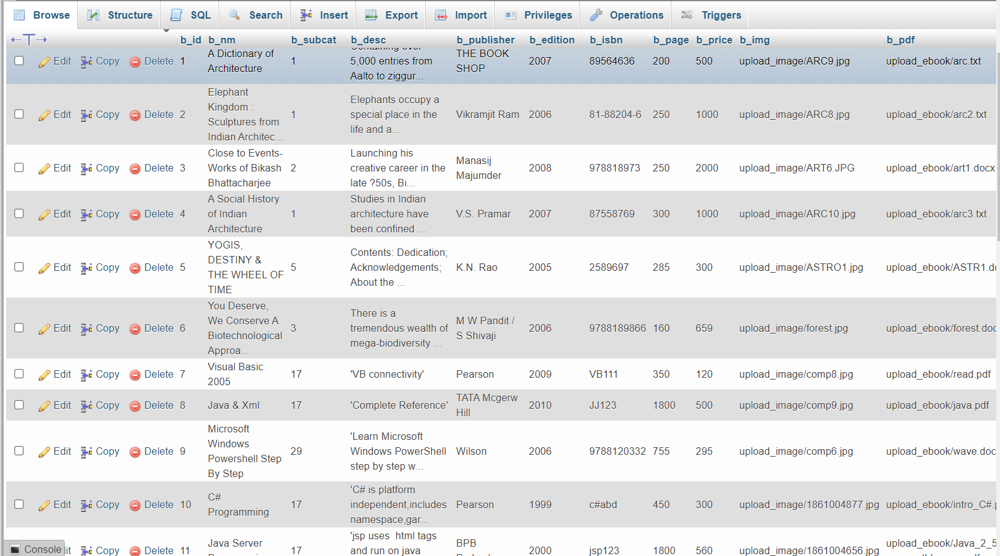 Browse Structure SQL Search Insert Export Import Privileges Operations Triggers
←T→ b_id b_nm b_subcat b_desc b_publisher b_edition b_isbn b_page b_price b_img b_pdf
Edit Copy Delete 1 A Dictionary of Architecture 1 Containing over 5,000 entries from Aalto to ziggur... THE BOOK SHOP 2007 89564636 200 500 upload_image/ARC9.jpg upload_ebook/arc.txt
Edit Copy Delete 2 Elephant Kingdom : Sculptures from Indian Architec... 1 Elephants occupy a special place in the life and a... Vikramjit Ram 2006 81-88204-6 250 1000 upload_image/ARC8.jpg upload_ebook/arc2.txt
Edit Copy Delete 3 Close to Events- Works of Bikash Bhattacharjee 2 Launching his creative career in the late ?50s, Bi... Manasij Majumder 2008 978818973 250 2000 upload_image/ART6.JPG upload_ebook/art1.docx
Edit Copy Delete 4 A Social History of Indian Architecture 1 Studies in Indian architecture have been confined ... V.S. Pramar 2007 87558769 300 1000 upload_image/ARC10.jpg upload_ebook/arc3.txt
Edit Copy Delete 5 YOGIS, DESTINY & THE WHEEL OF TIME 5 Contents: Dedication; Acknowledgements; About the ... K.N. Rao 2005 2589697 285 300 upload_image/ASTRO1.jpg upload_ebook/ASTR1.do
Edit Copy Delete 6 You Deserve, We Conserve A Biotechnological Approa... 3 There is a tremendous wealth of mega-biodiversity ... M W Pandit / S Shivaji 2006 9788189866 160 659 upload_image/forest.jpg upload_ebook/forest.doc
Edit Copy Delete 7 Visual Basic 2005 17 'VB connectivity' Pearson 2009 VB111 350 120 upload_image/comp8.jpg upload_ebook/read.pdf
Edit Copy Delete 8 Java & Xml 17 'Complete Reference' TATA Mcgerw Hill 2010 JJ123 1800 500 upload_image/comp9.jpg upload_ebook/java.pdf
Edit Copy Delete 9 Microsoft Windows Powershell Step By Step 29 'Learn Microsoft Windows PowerShell step by step w... Wilson 2006 9788120332 755 295 upload_image/comp6.jpg upload_ebook/wave.doc
Edit Copy Delete 10 C# Programming 17 'C# is platform independent,includes namespace,gar... Pearson 1999 c#abd 450 300 upload_image/1861004877.jpg upload_ebook/intro_C#.p
Copy Delete 11 Java Server 17 'jsp uses html tags and run on java BPB 2000 jsp123 1800 560 upload_image/1861004656.jpg upload_ebook/Java_2_5
Console